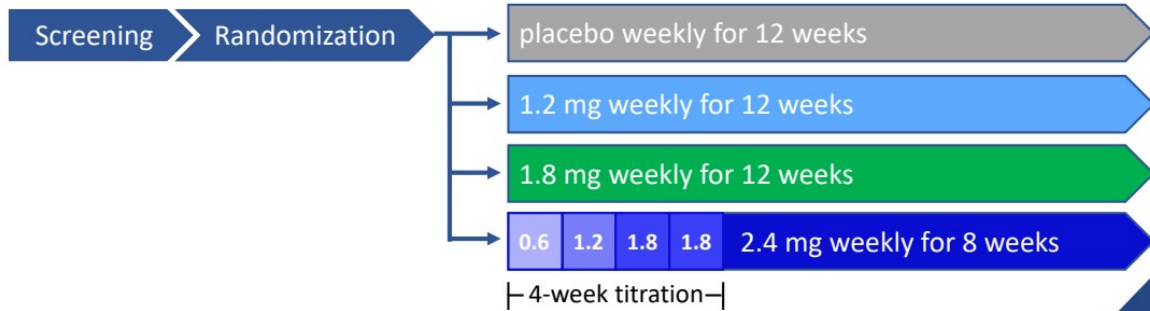 Screening
Randomization
placebo weekly for 12 weeks
1.2 mg weekly for 12 weeks
1.8 mg weekly for 12 weeks
0.6 1.2 1.8 1.8 2.4 mg weekly for 8 weeks
4-week titration